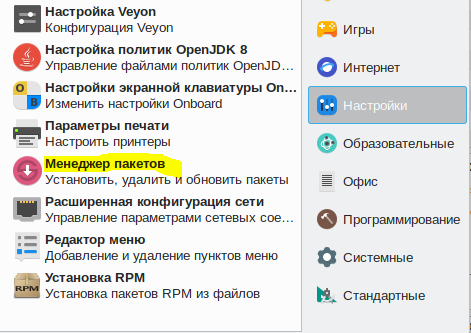 Настройка Veyon
Конфигурация Veyon
Настройка политик OpenJDK 8
Управление файлами политик OpenJD...
Настройки экранной клавиатуры On...
Изменить настройки Onboard
Параметры печати
Настроить принтеры
Менеджер пакетов
Установить, удалить и обновить пакеты
Расширенная конфигурация сети
Управление параметрами сетевых сое...
Редактор меню
Добавление и удаление пунктов меню
RPM
Установка RPM
Установка пакетов RPM из файлов
Игры
Интернет
Настройки
Образовательные
Офис
Программирование
Системные
Стандартные